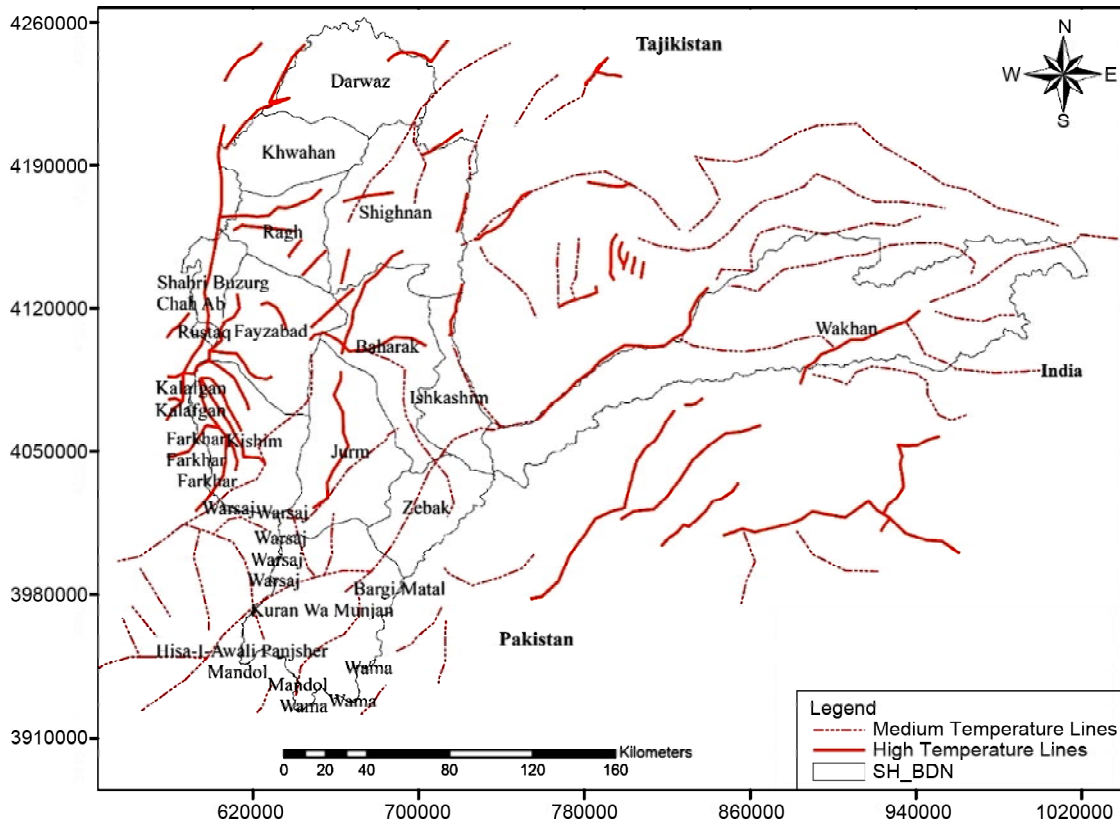 4260000
Tajikistan
N
W
E
S
Darwaz
4190000
Khwahan
Shighnan
Ragh
Shahri Buzurg
Chah Ab
4120000
Rustaq
Fayzabad
Baharak
Wakhan
India
Kalafgan
Ishkashim
Kalafgan
Farkhar
Kishim
4050000
Jurm
Farkhar
Farkhar
Warsaj
Warsaj
Zebak
Warsaj
Warsaj
Warsaj
3980000
Bargi Matal
Kuran Wa Munjan
Pakistan
Hisa-I-Awali Panjsher
Mandol
Wama
Mandol
Wama
Wama
Legend
Medium Temperature Lines
High Temperature Lines
SH_BDN
3910000
Kilometers
0 20 40 80 120 160
620000 700000 780000 860000 940000 1020000